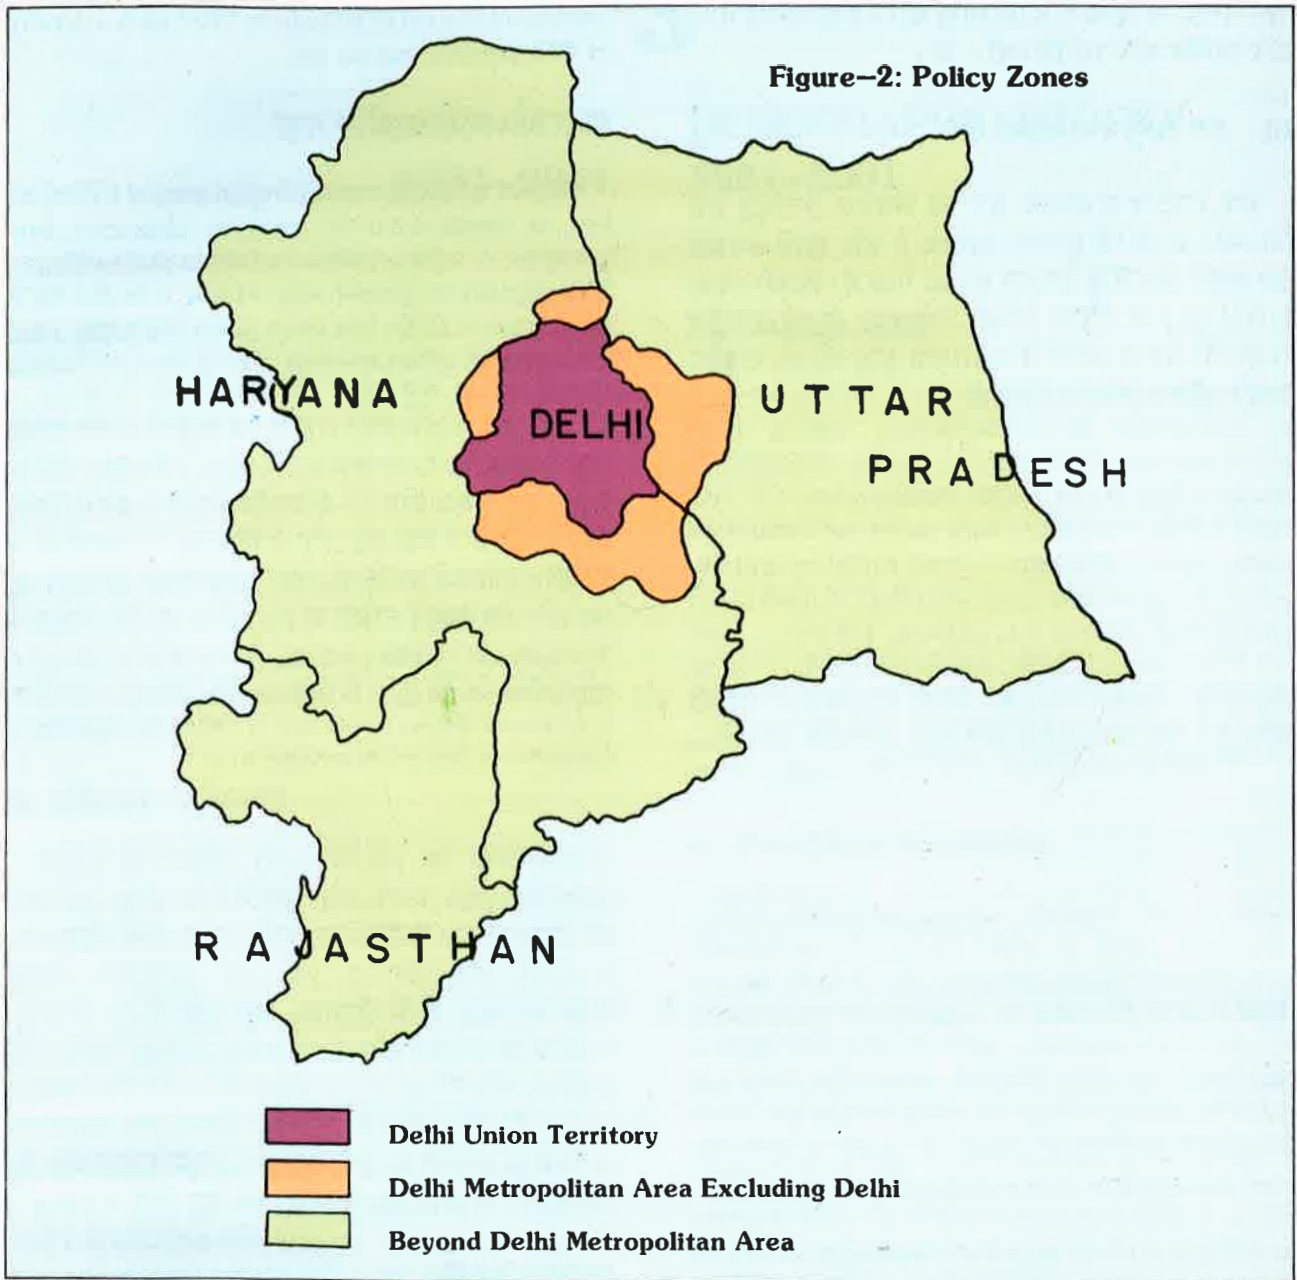 Figure–2: Policy Zones
HARYANA
DELHI
UTTAR
PRADESH
RAJASTHAN
Delhi Union Territory
Delhi Metropolitan Area Excluding Delhi
Beyond Delhi Metropolitan Area